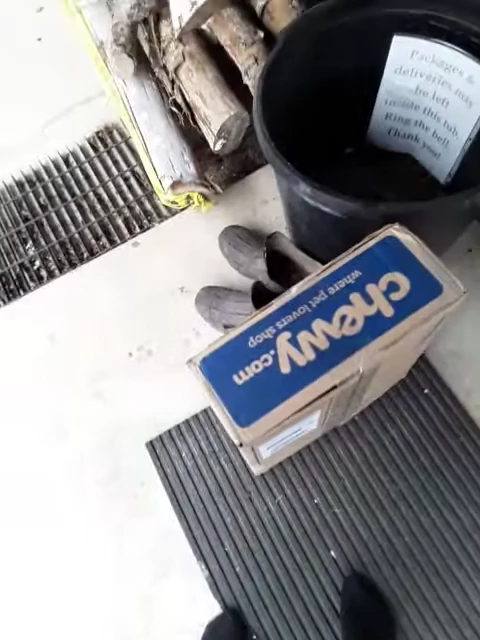 Packages &
deliveries may
be left
inside this tub.
Ring the bell
Thank you!
chewy.com
where pet lovers shop